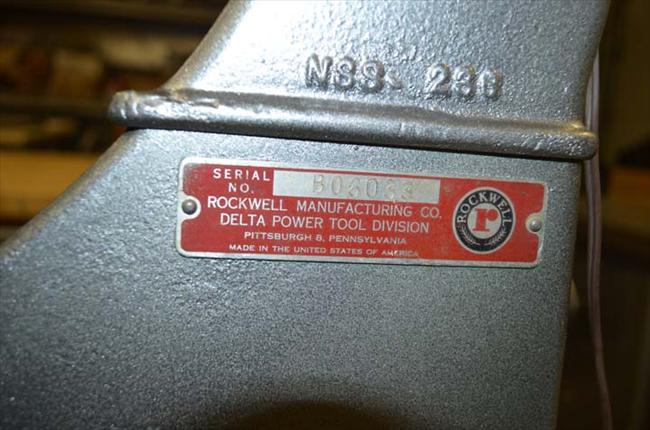 NSS- 236
SERIAL
NO.
ROCKWELL MANUFACTURING CO.
DELTA POWER TOOL DIVISION
PITTSBURGH 8, PENNSYLVANIA
MADE IN THE UNITED STATES OF AMERICA
ROCKWELL
r